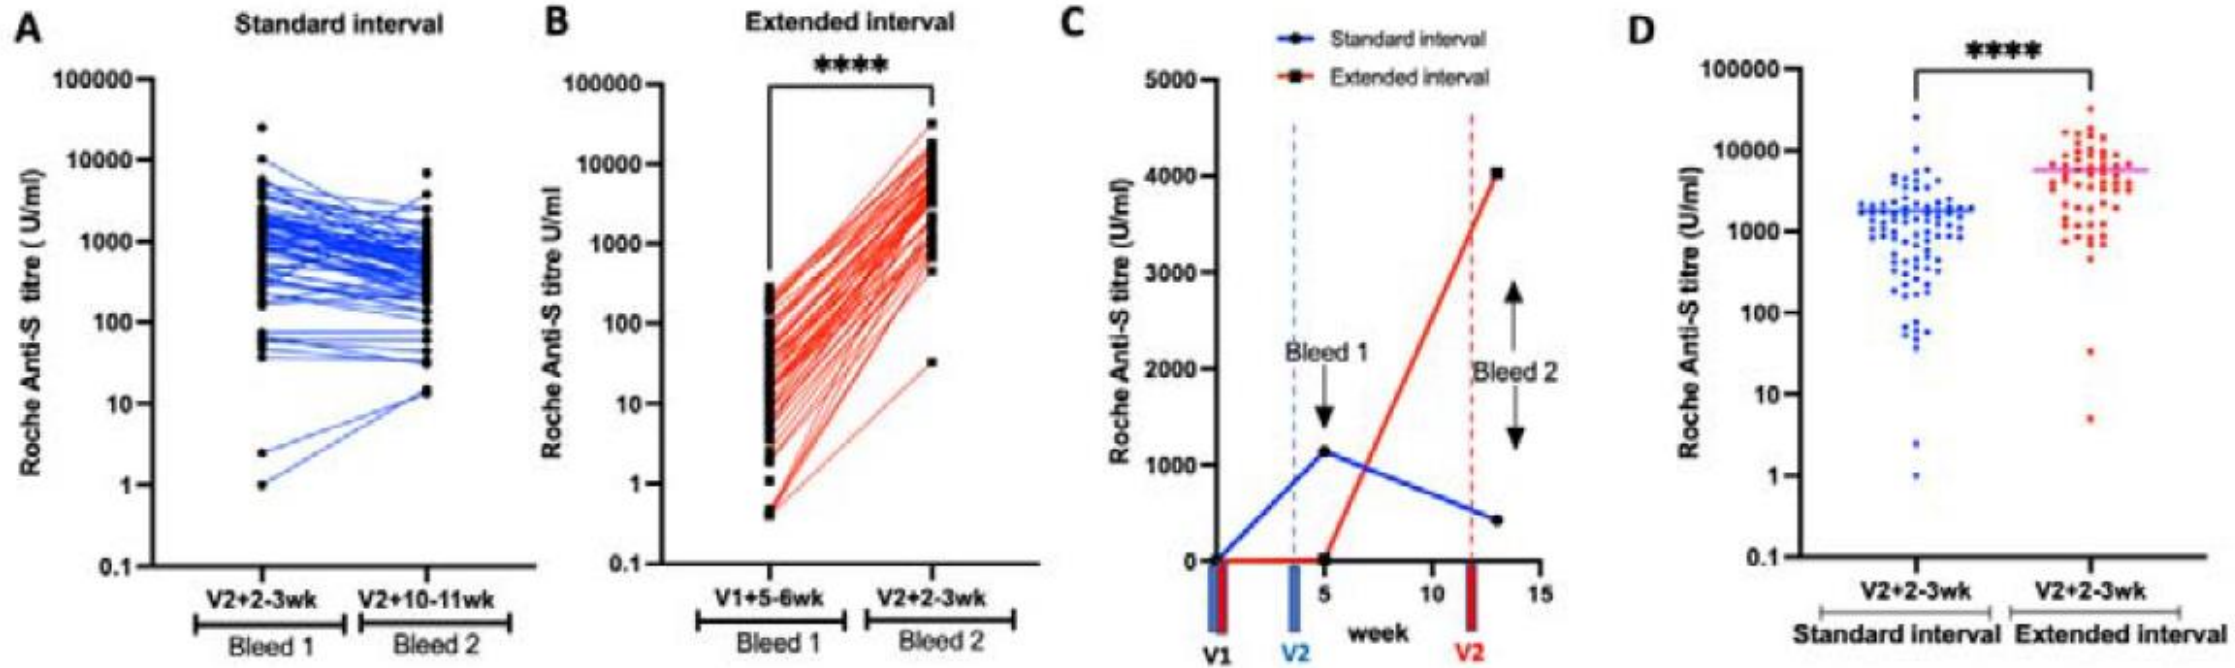 A
Standard interval
Roche Anti-S titre ( U/ml)
100000
10000
1000
100
10
1
0.1
V2+2-3wk
V2+10-11wk
Bleed 1
Bleed 2
B
Extended interval
****
Roche Anti-S titre U/ml
100000
10000
1000
100
10
1
0.1
V1+5-6wk
V2+2-3wk
Bleed 1
Bleed 2
C
Standard interval
Extended interval
Roche Anti-S titre (U/ml)
5000
4000
3000
2000
1000
0
Bleed 1
Bleed 2
5
10
15
week
V1
V2
V2
D
****
Roche Anti-S titre (U/ml)
100000
10000
1000
100
10
1
0.1
V2+2-3wk
V2+2-3wk
Standard interval
Extended interval